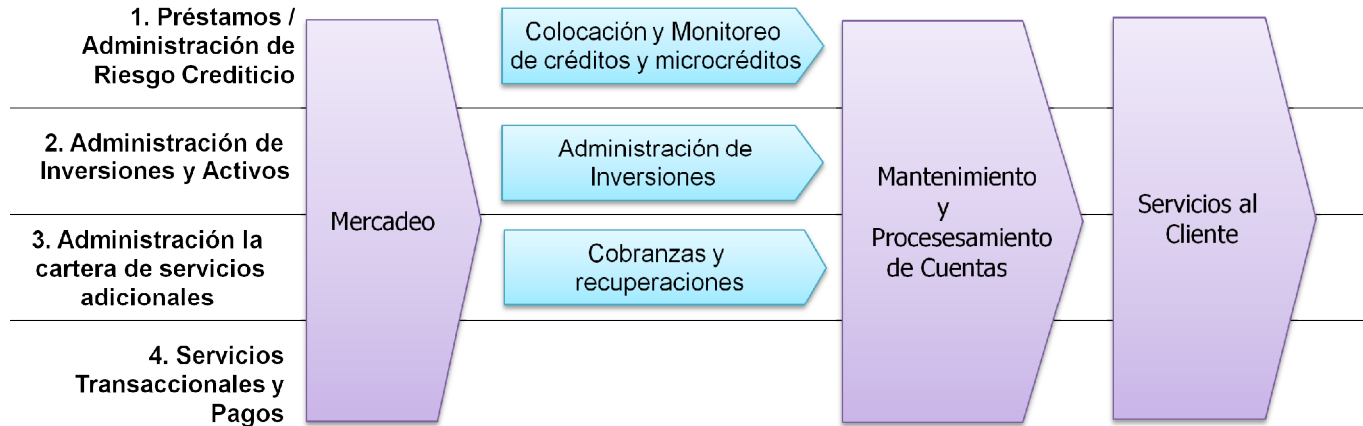 1. Préstamos /
Administración de
Riesgo Crediticio
Colocación y Monitoreo
de créditos y microcréditos
2. Administración de
Inversiones y Activos
Administración de
Inversiones
3. Administración la
cartera de servicios
adicionales
Cobranzas y
recuperaciones
4. Servicios
Transaccionales y
Pagos
Mercadeo
Mantenimiento
y
Procesesamiento
de Cuentas
Servicios al
Cliente